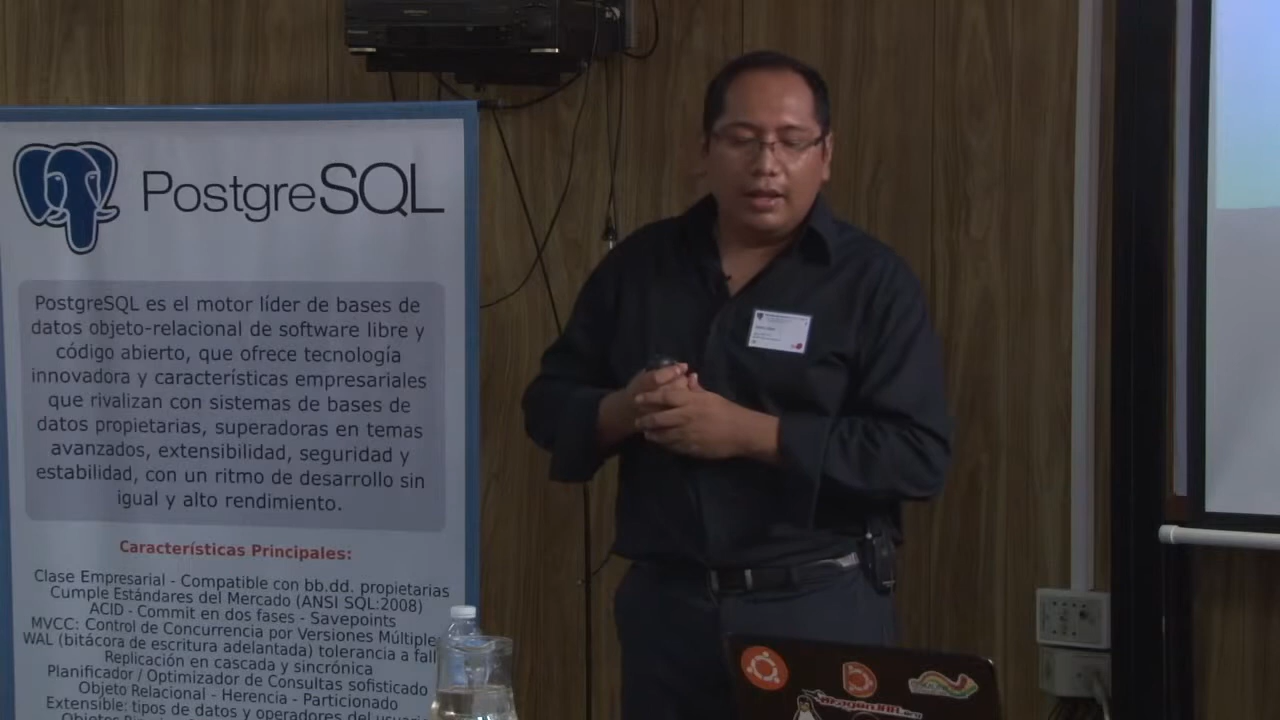 PostgreSQL
PostgreSQL es el motor líder de bases de
datos objeto-relacional de software libre y
código abierto, que ofrece tecnología
innovadora y características empresariales
que rivalizan con sistemas de bases de
datos propietarias, superadoras en temas
avanzados, extensibilidad, seguridad y
estabilidad, con un ritmo de desarrollo sin
igual y alto rendimiento.
Características Principales:
Clase Empresarial - Compatible con bb.dd. propietarias
Cumple Estándares del Mercado (ANSI SQL:2008)
ACID - Commit en dos fases - Savepoints
MVCC: Control de Concurrencia por Versiones Múltiple
WAL (bitácora de escritura adelantada) tolerancia a fall
Replicación en cascada y sincrónica
Planificador / Optimizador de Consultas sofisticado
Objeto Relacional - Herencia - Particionado
Extensible: tipos de datos y operadores del usuario